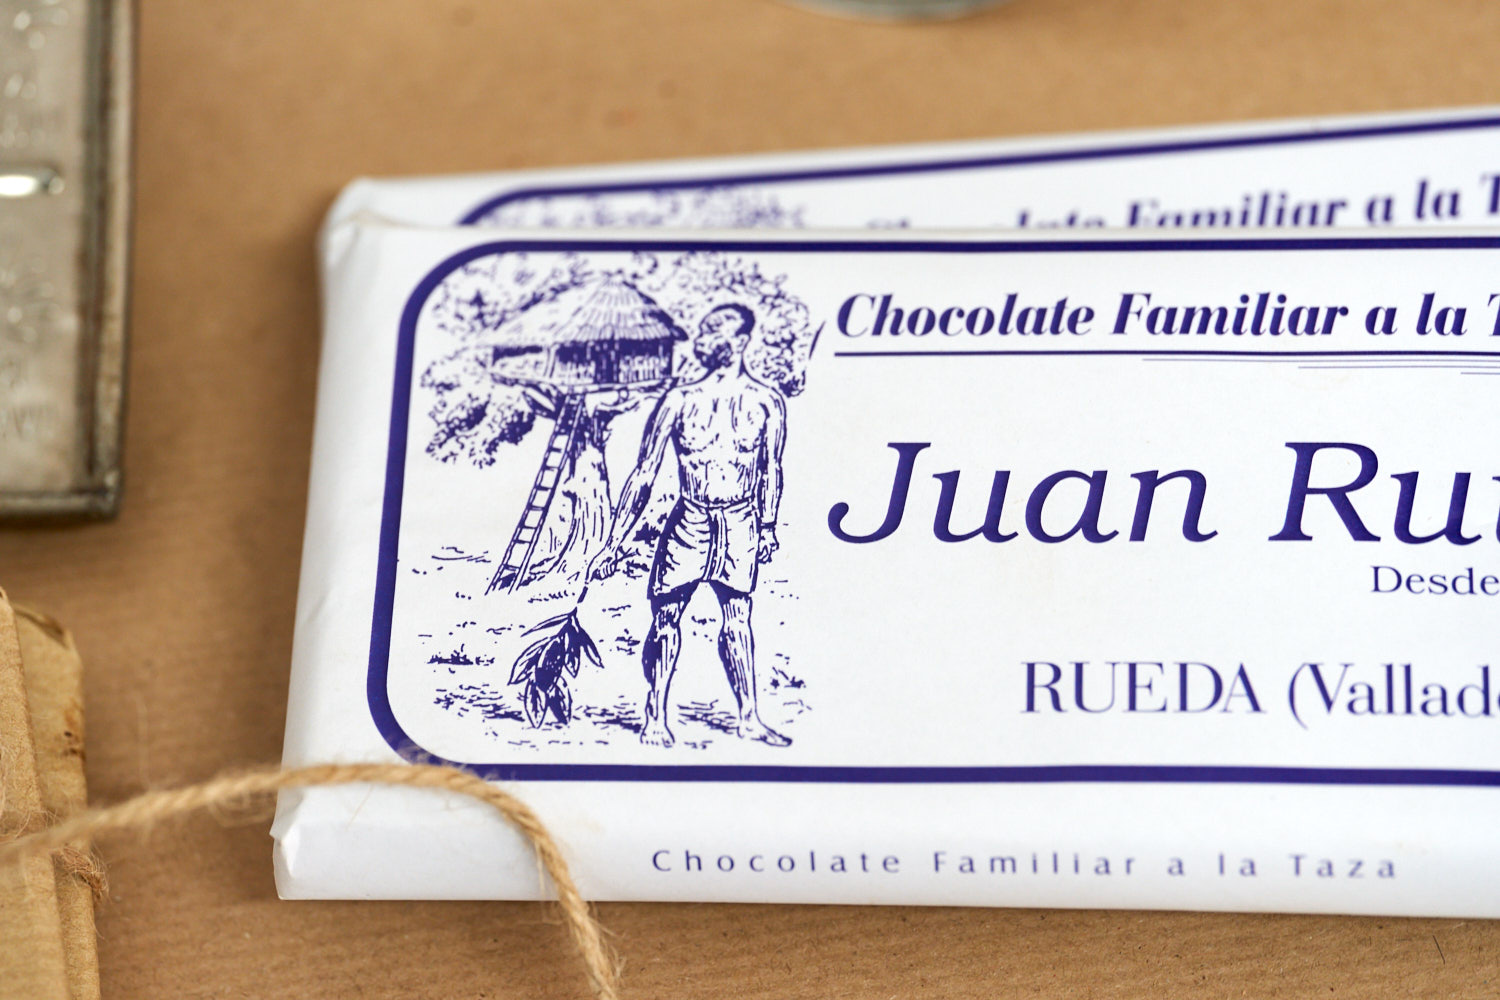 Familiar a la
Chocolate Familiar a la
Juan
Desde
RUEDA
Chocolate Familiar a la Taza